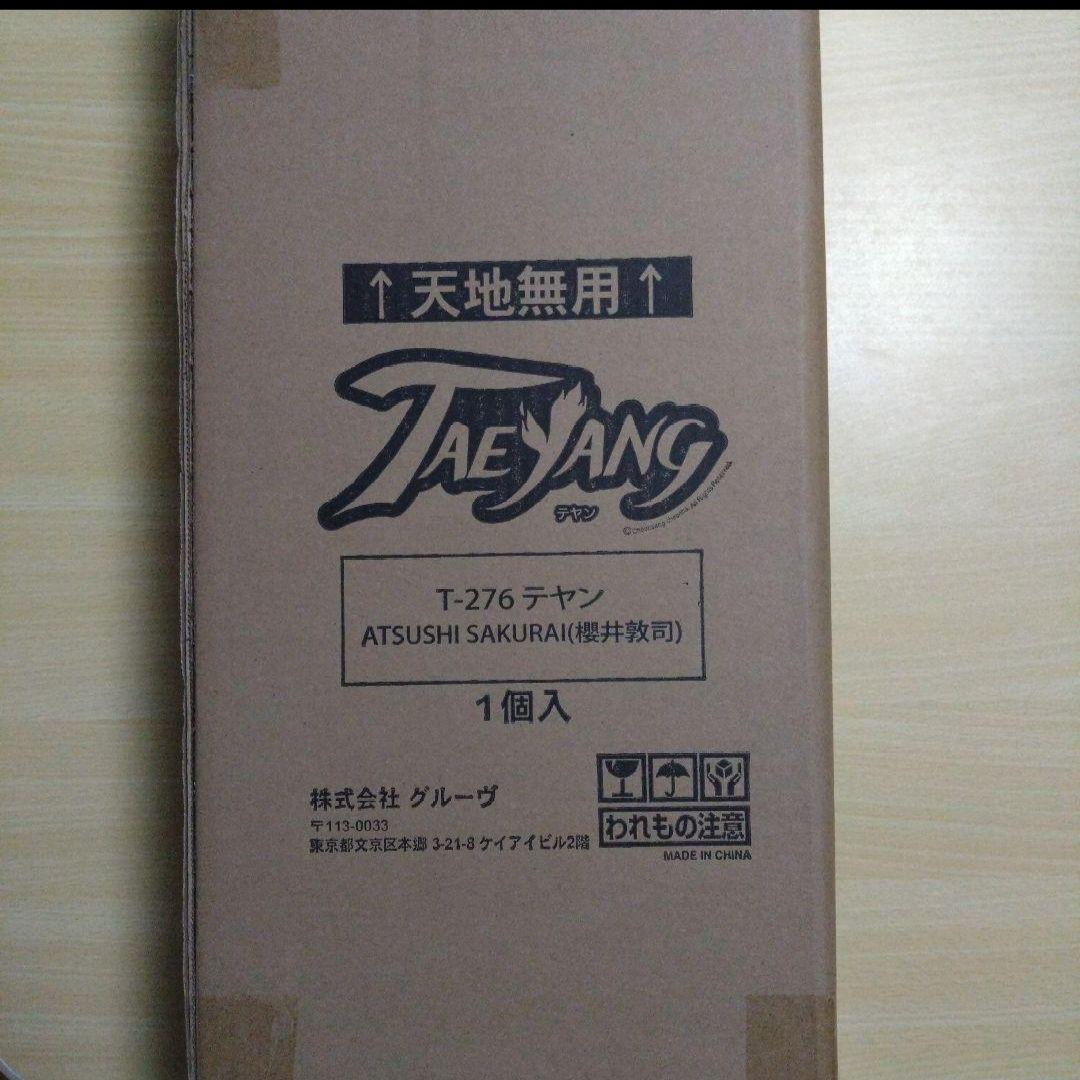 ↑天地無用↑
TAEYANG
テヤン
T-276 テヤン
ATSUSHI SAKURAI(櫻井敦司)
1個入
株式会社 グルーヴ
〒113-0033
東京都文京区本郷 3-21-8 ケイアイビル2階
われもの注意
MADE IN CHINA